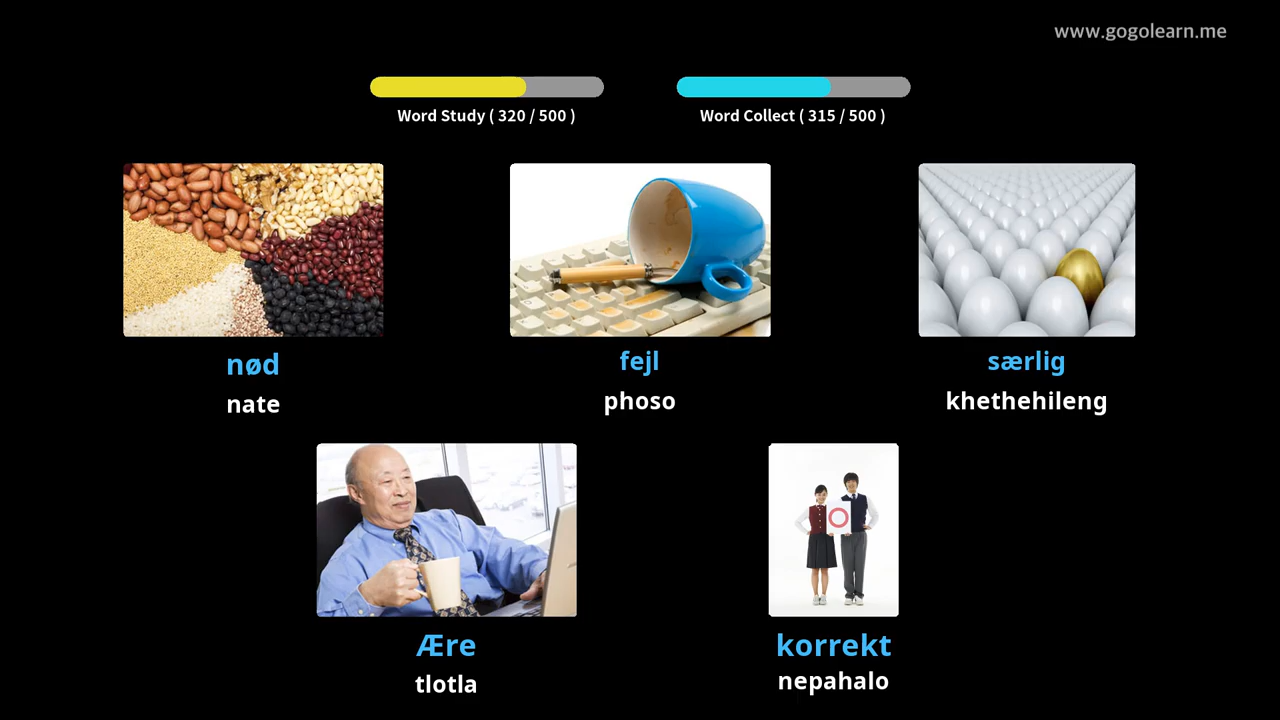 www.gogolearn.me
Word Study ( 320 / 500 )
Word Collect ( 315 / 500 )
nød
nate
fejl
phoso
særlig
khethehileng
Ære
tlotla
korrekt
nepahalo